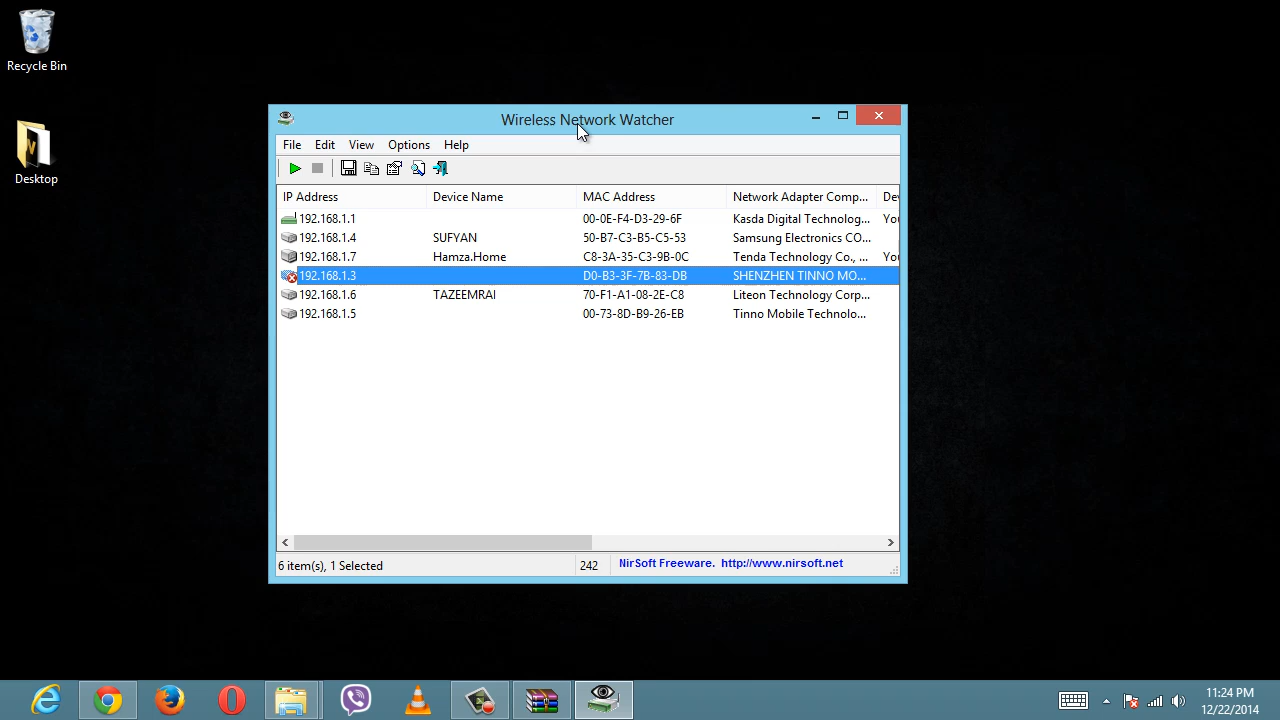 Recycle Bin
Desktop
Wireless Network Watcher
File Edit View Options Help
IP Address Device Name MAC Address Network Adapter Comp... Dev
192.168.1.1 00-0E-F4-D3-29-6F Kasda Digital Technolog... You
192.168.1.4 SUFYAN 50-B7-C3-B5-C5-53 Samsung Electronics CO...
192.168.1.7 Hamza.Home C8-3A-35-C3-9B-0C Tenda Technology Co., ... You
192.168.1.3 D0-B3-3F-7B-83-DB SHENZHEN TINNO MO...
192.168.1.6 TAZEEMRAI 70-F1-A1-08-2E-C8 Liteon Technology Corp...
192.168.1.5 00-73-8D-B9-26-EB Tinno Mobile Technolo...
6 item(s), 1 Selected 242 NirSoft Freeware. http://www.nirsoft.net
11:24 PM
12/22/2014